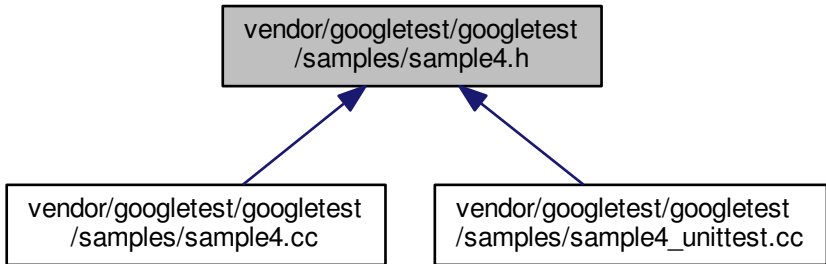 vendor/googletest/googletest
/samples/sample4.h
vendor/googletest/googletest
/samples/sample4.cc
vendor/googletest/googletest
/samples/sample4_unittest.cc